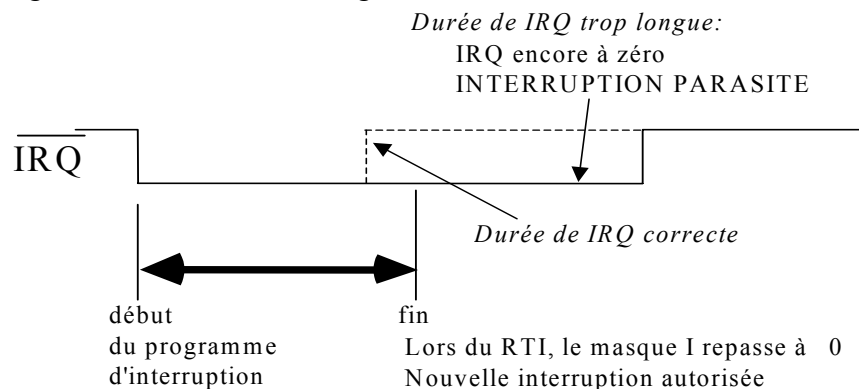 Durée de IRQ trop longue:
IRQ encore à zéro
INTERRUPTION PARASITE
IRQ
Durée de IRQ correcte
début
du programme
d'interruption
fin
Lors du RTI, le masque I repasse à 0
Nouvelle interruption autorisée